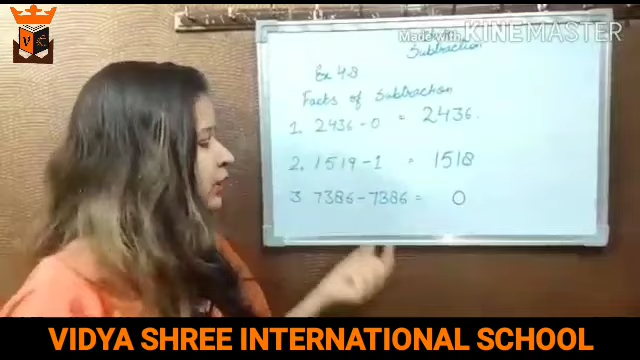 VC
Made with KINEMASTER
Subtraction
Ex 4.8
Facts of Subtraction
1. 2436 - 0 = 2436.
2. 1519 - 1 = 1518
3. 7386 - 7386 = 0
VIDYA SHREE INTERNATIONAL SCHOOL